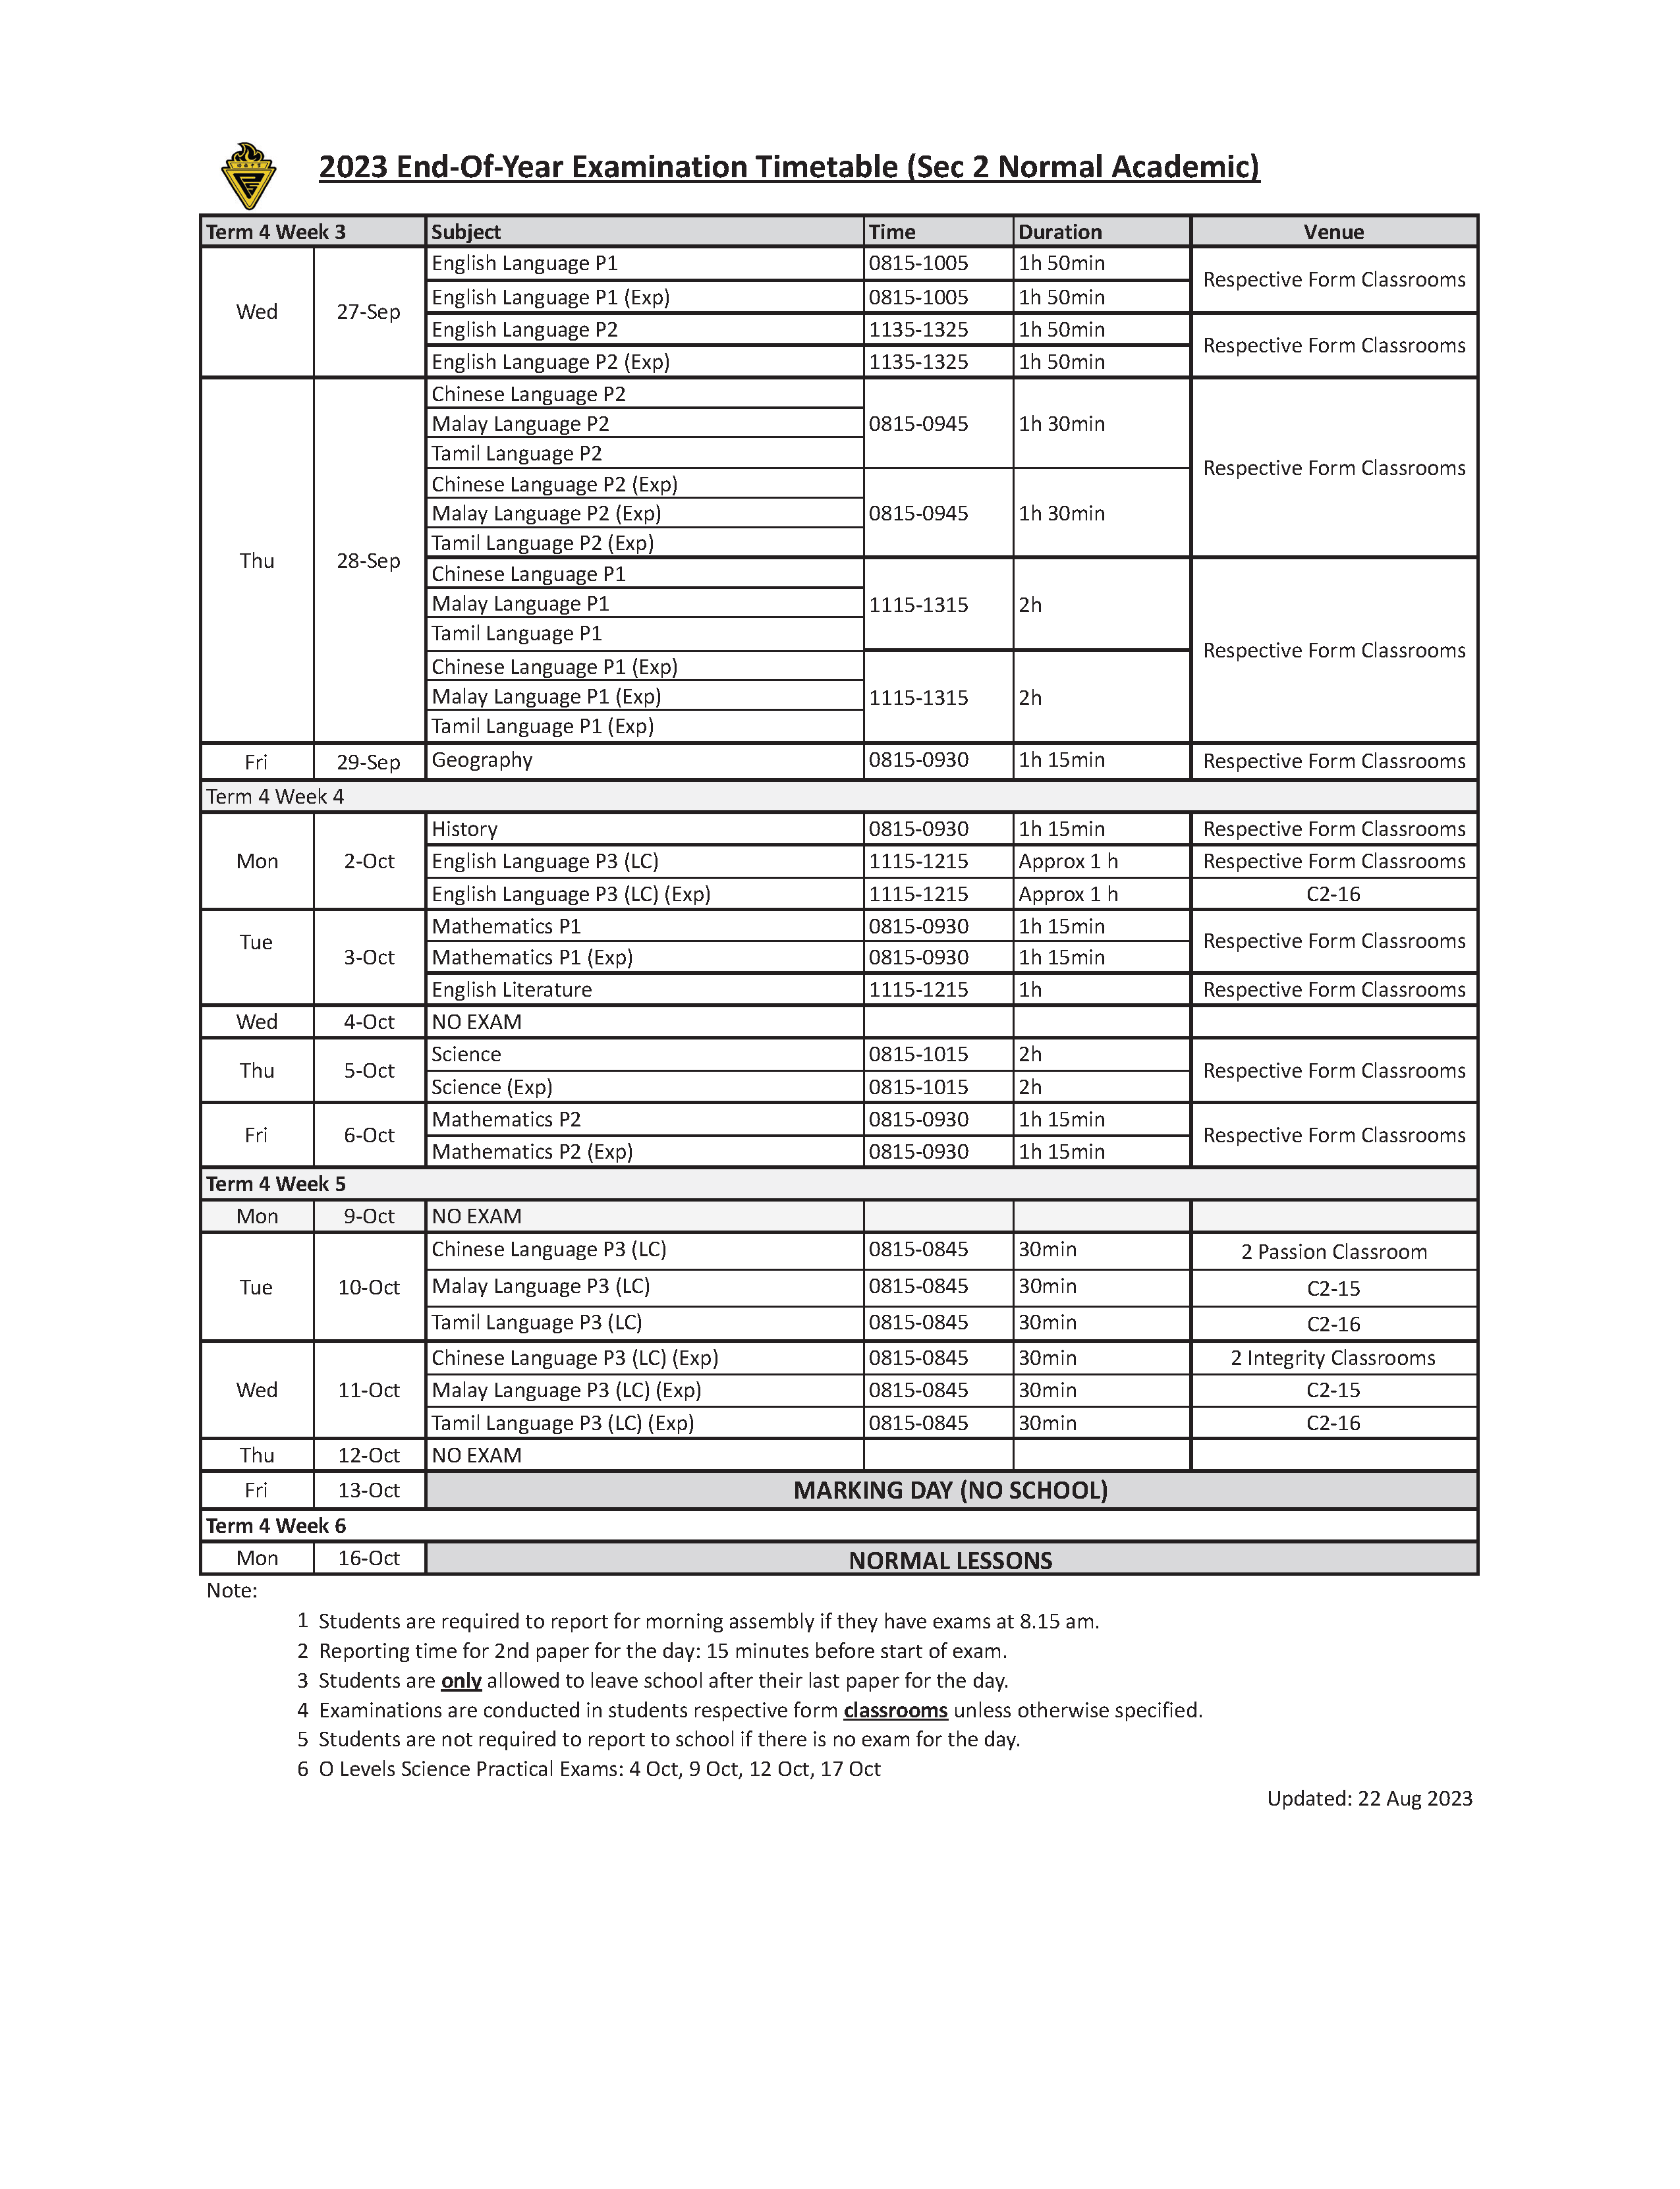 2023 End-Of-Year Examination Timetable (Sec 2 Normal Academic)
Term 4 Week 3 Subject Time Duration Venue
Wed 27-Sep English Language P1 0815-1005 1h 50min Respective Form Classrooms
English Language P1 (Exp) 0815-1005 1h 50min
English Language P2 1135-1325 1h 50min Respective Form Classrooms
English Language P2 (Exp) 1135-1325 1h 50min
Thu 28-Sep Chinese Language P2 0815-0945 1h 30min Respective Form Classrooms
Malay Language P2
Tamil Language P2
Chinese Language P2 (Exp) 0815-0945 1h 30min
Malay Language P2 (Exp)
Tamil Language P2 (Exp)
Chinese Language P1 1115-1315 2h Respective Form Classrooms
Malay Language P1
Tamil Language P1
Chinese Language P1 (Exp) 1115-1315 2h
Malay Language P1 (Exp)
Tamil Language P1 (Exp)
Fri 29-Sep Geography 0815-0930 1h 15min Respective Form Classrooms
Term 4 Week 4
Mon 2-Oct History 0815-0930 1h 15min Respective Form Classrooms
English Language P3 (LC) 1115-1215 Approx 1 h Respective Form Classrooms
English Language P3 (LC) (Exp) 1115-1215 Approx 1 h C2-16
Tue 3-Oct Mathematics P1 0815-0930 1h 15min Respective Form Classrooms
Mathematics P1 (Exp) 0815-0930 1h 15min
English Literature 1115-1215 1h Respective Form Classrooms
Wed 4-Oct NO EXAM
Thu 5-Oct Science 0815-1015 2h Respective Form Classrooms
Science (Exp) 0815-1015 2h
Fri 6-Oct Mathematics P2 0815-0930 1h 15min Respective Form Classrooms
Mathematics P2 (Exp) 0815-0930 1h 15min
Term 4 Week 5
Mon 9-Oct NO EXAM
Tue 10-Oct Chinese Language P3 (LC) 0815-0845 30min 2 Passion Classroom
Malay Language P3 (LC) 0815-0845 30min C2-15
Tamil Language P3 (LC) 0815-0845 30min C2-16
Wed 11-Oct Chinese Language P3 (LC) (Exp) 0815-0845 30min 2 Integrity Classrooms
Malay Language P3 (LC) (Exp) 0815-0845 30min C2-15
Tamil Language P3 (LC) (Exp) 0815-0845 30min C2-16
Thu 12-Oct NO EXAM
Fri 13-Oct MARKING DAY (NO SCHOOL)
Term 4 Week 6
Mon 16-Oct NORMAL LESSONS
Note:
1 Students are required to report for morning assembly if they have exams at 8.15 am.
2 Reporting time for 2nd paper for the day: 15 minutes before start of exam.
3 Students are only allowed to leave school after their last paper for the day.
4 Examinations are conducted in students respective form classrooms unless otherwise specified.
5 Students are not required to report to school if there is no exam for the day.
6 O Levels Science Practical Exams: 4 Oct, 9 Oct, 12 Oct, 17 Oct
Updated: 22 Aug 2023